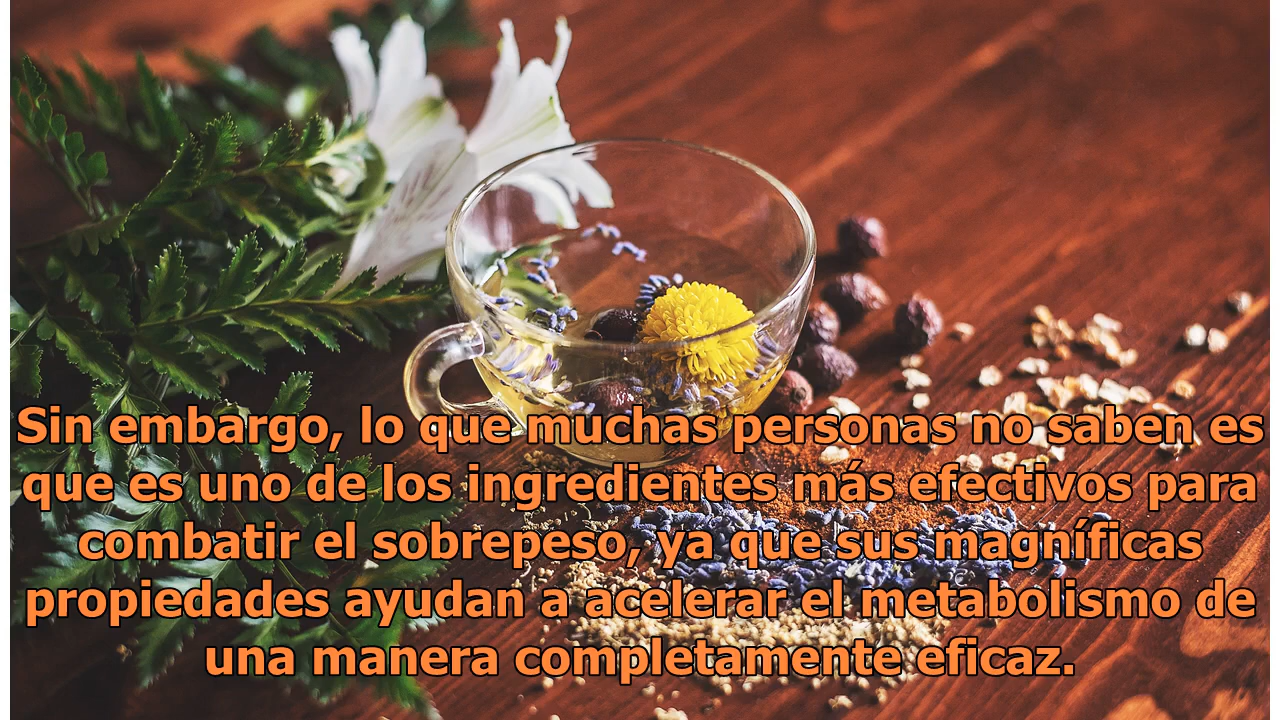 Sin embargo, lo que muchas personas no saben es
que es uno de los ingredientes más efectivos para
combatir el sobrepeso, ya que sus magníficas
propiedades ayudan a acelerar el metabolismo de
una manera completamente eficaz.